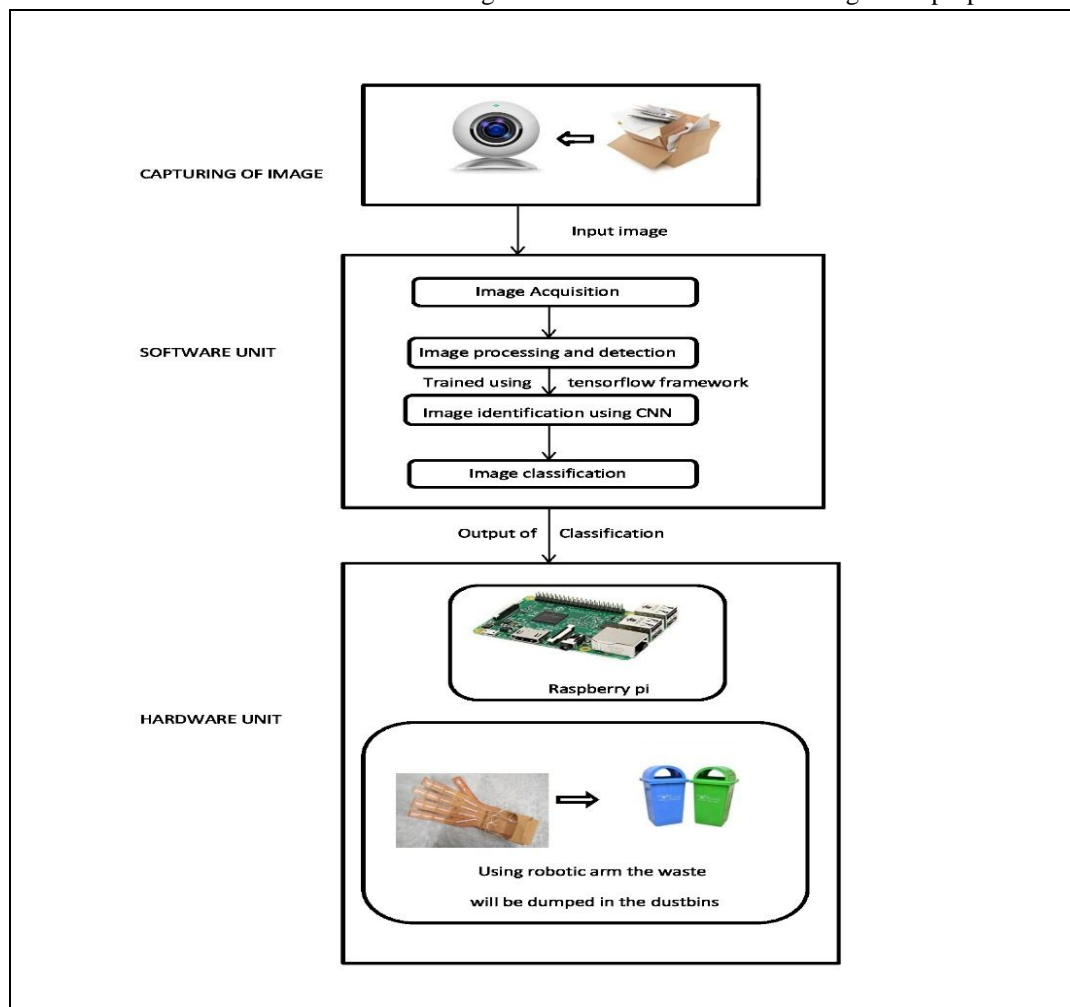 CAPTURING OF IMAGE
Input image
Image Acquisition
SOFTWARE UNIT
Image processing and detection
Trained using tensorflow framework
Image identification using CNN
Image classification
Output of Classification
Raspberry pi
HARDWARE UNIT
Using robotic arm the waste
will be dumped in the dustbins